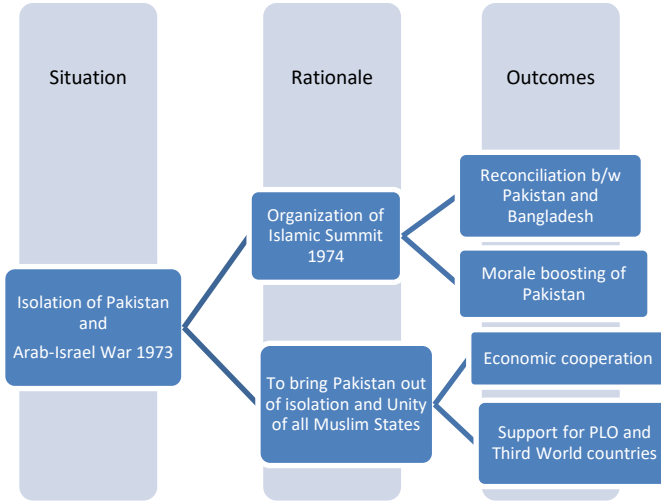 Situation
Rationale
Outcomes
Isolation of Pakistan
and
Arab-Israel War 1973
Organization of
Islamic Summit
1974
To bring Pakistan out
of isolation and Unity
of all Muslim States
Reconciliation b/w
Pakistan and
Bangladesh
Morale boosting of
Pakistan
Economic cooperation
Support for PLO and
Third World countries